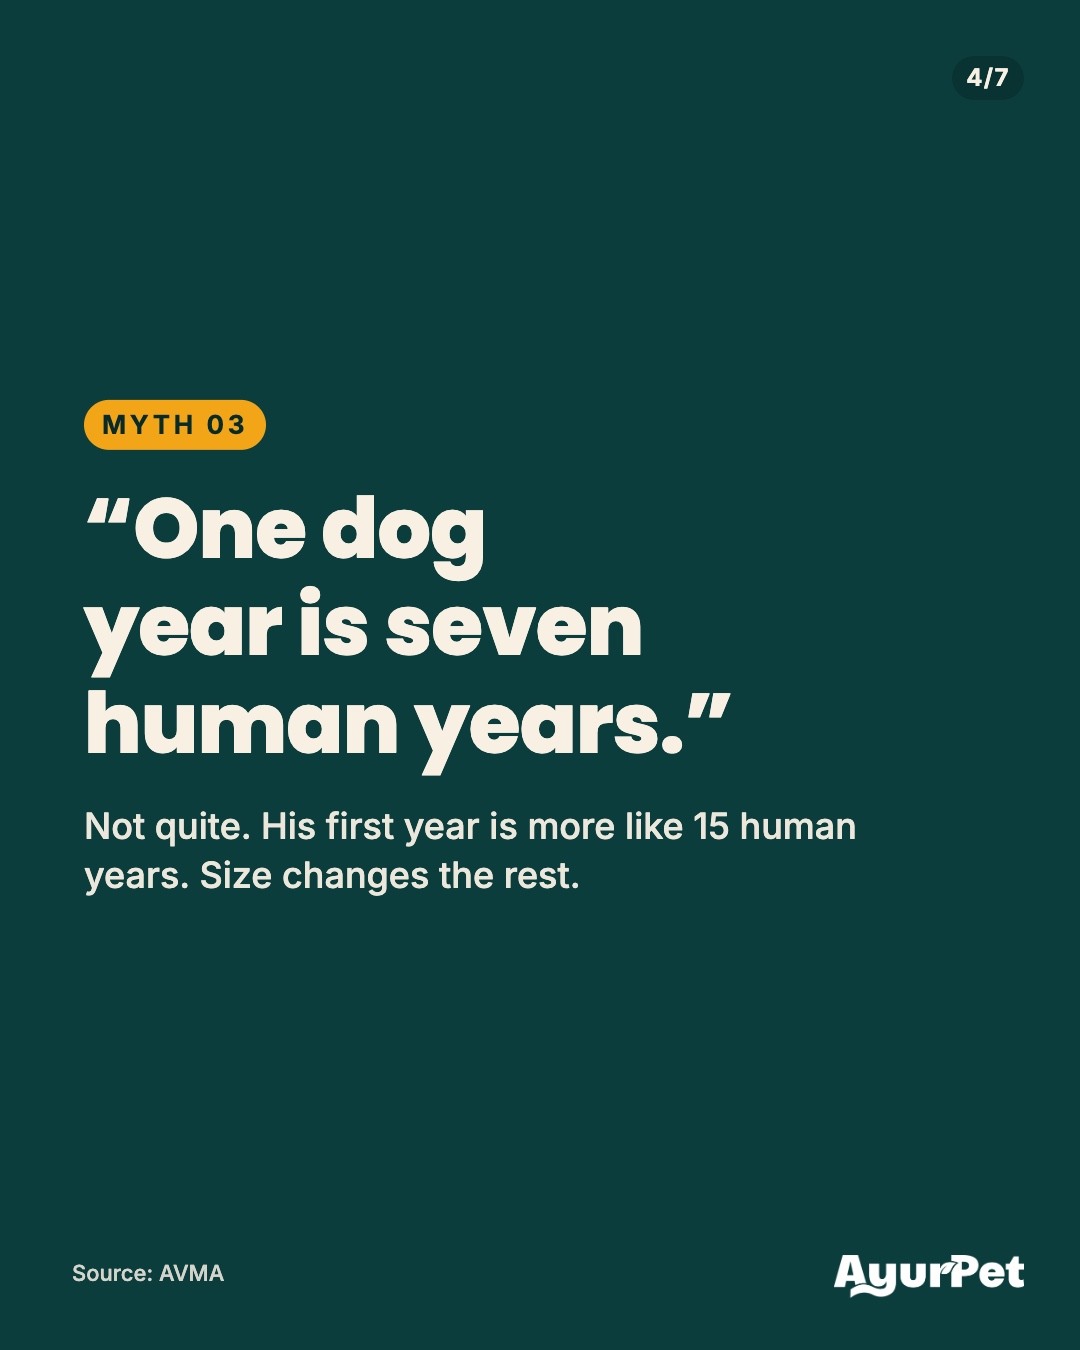 4/7
MYTH 03
“One dog
year is seven
human years.”
Not quite. His first year is more like 15 human
years. Size changes the rest.
Source: AVMA
AyurPet